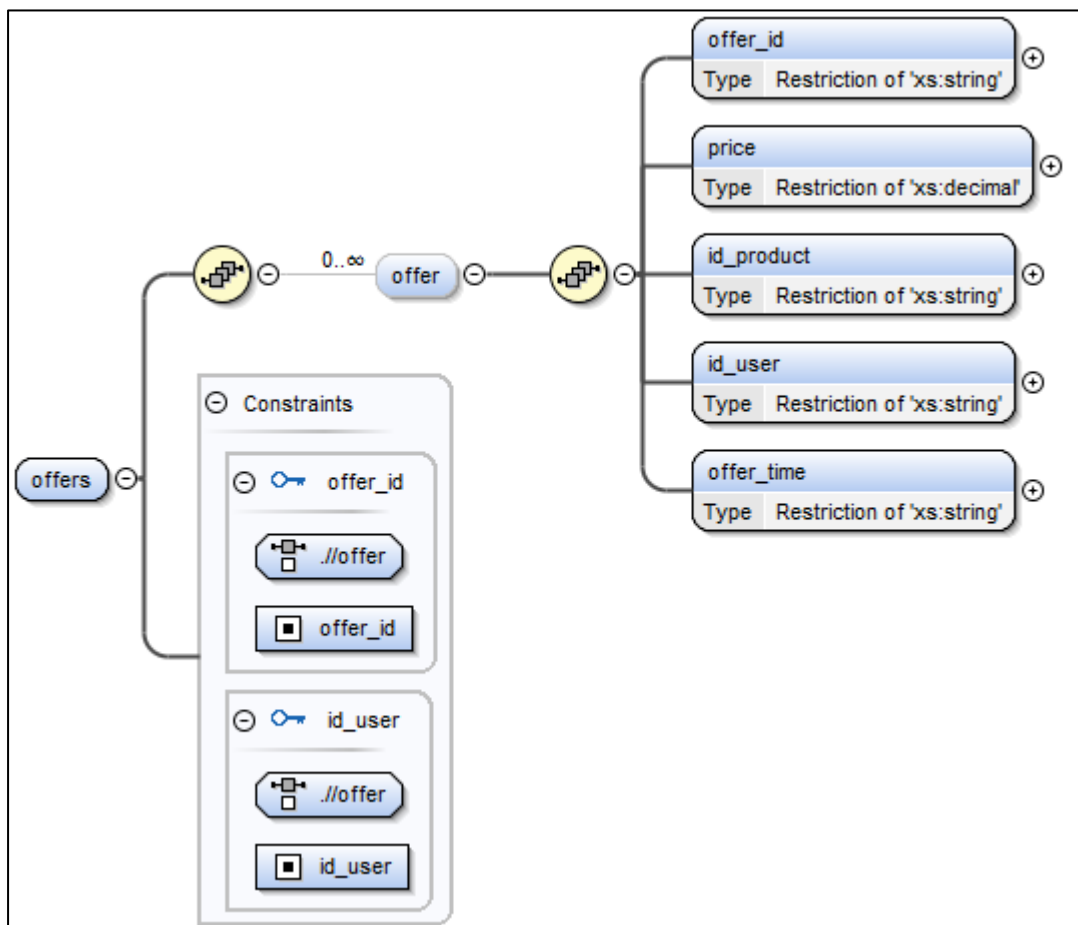 offer_id
Type Restriction of 'xs:string'
price
Type Restriction of 'xs:decimal'
0..∞
offer
id_product
Type Restriction of 'xs:string'
id_user
Type Restriction of 'xs:string'
offer_time
Type Restriction of 'xs:string'
offers
Constraints
offer_id
.//offer
offer_id
id_user
.//offer
id_user